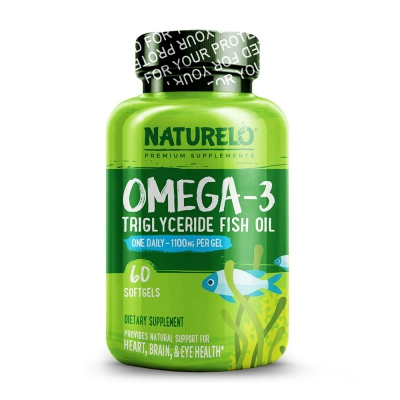 FOR YOUR PROTE
NATURELO
PREMIUM SUPPLEMENTS
OMEGA-3
TRIGLYCERIDE FISH OIL
ONE DAILY - 1100MG PER GEL
60
SOFTGELS
DIETARY SUPPLEMENT
PROVIDES NATURAL SUPPORT FOR
HEART, BRAIN, & EYE HEALTH*